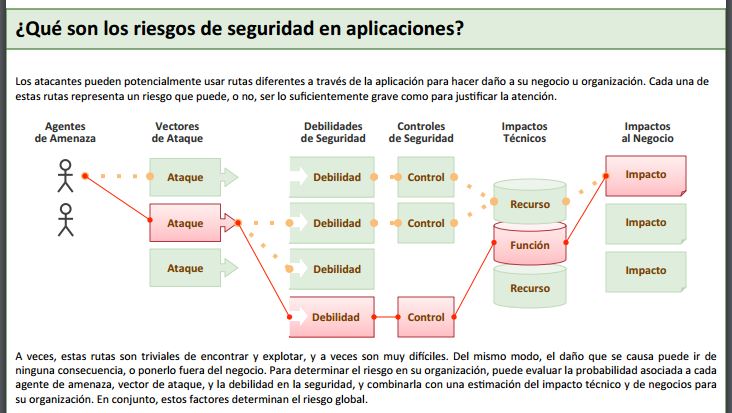 ¿Qué son los riesgos de seguridad en aplicaciones?
Los atacantes pueden potencialmente usar rutas diferentes a través de la aplicación para hacer daño a su negocio u organización. Cada una de
estas rutas representa un riesgo que puede, o no, ser lo suficientemente grave como para justificar la atención.
Agentes Vectores Debilidades Controles Impactos Impactos
de Amenaza de Ataque de Seguridad de Seguridad Técnicos al Negocio
Ataque Debilidad Control Impacto
Recurso
Ataque Debilidad Control Impacto
Función
Ataque Debilidad Impacto
Recurso
Debilidad Control
A veces, estas rutas son triviales de encontrar y explotar, y a veces son muy difíciles. Del mismo modo, el daño que se causa puede ir de
ninguna consecuencia, o ponerlo fuera del negocio. Para determinar el riesgo en su organización, puede evaluar la probabilidad asociada a cada
agente de amenaza, vector de ataque, y la debilidad en la seguridad, y combinarla con una estimación del impacto técnico y de negocios para
su organización. En conjunto, estos factores determinan el riesgo global.